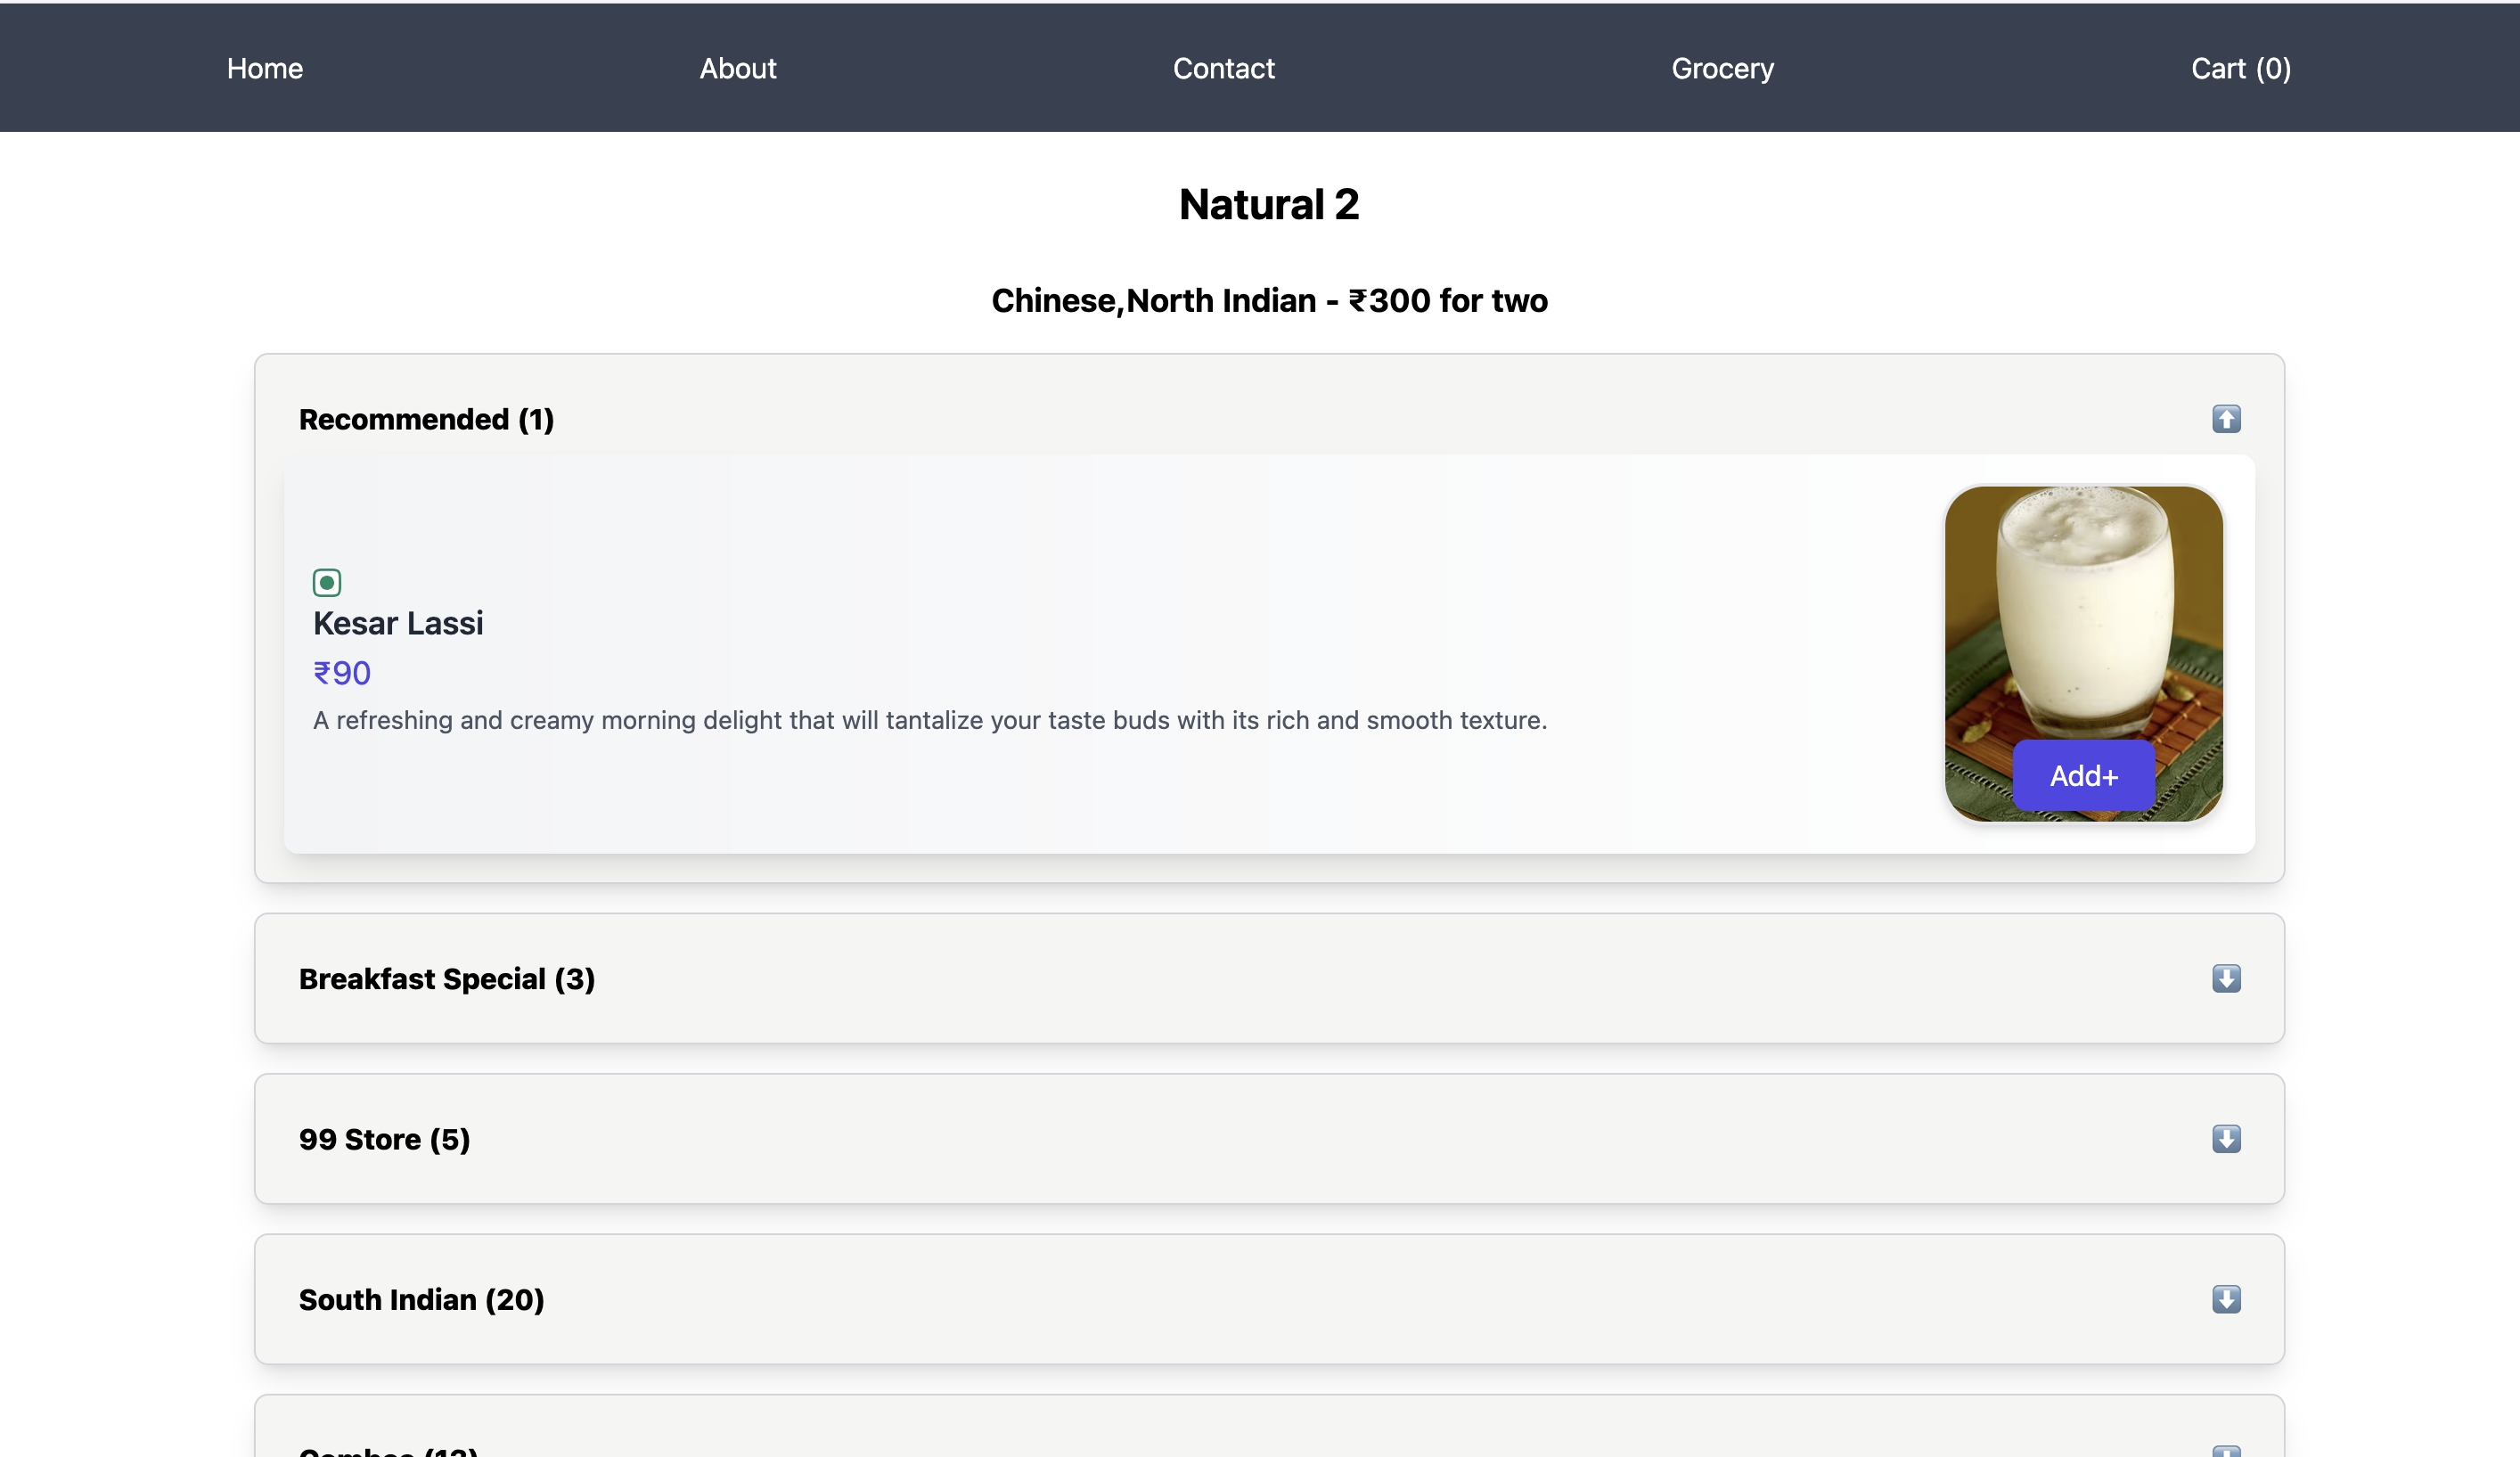 Home About Contact Grocery Cart (0)
Natural 2
Chinese,North Indian - ₹300 for two
Recommended (1)
Kesar Lassi
₹90
A refreshing and creamy morning delight that will tantalize your taste buds with its rich and smooth texture.
Add+
Breakfast Special (3)
99 Store (5)
South Indian (20)